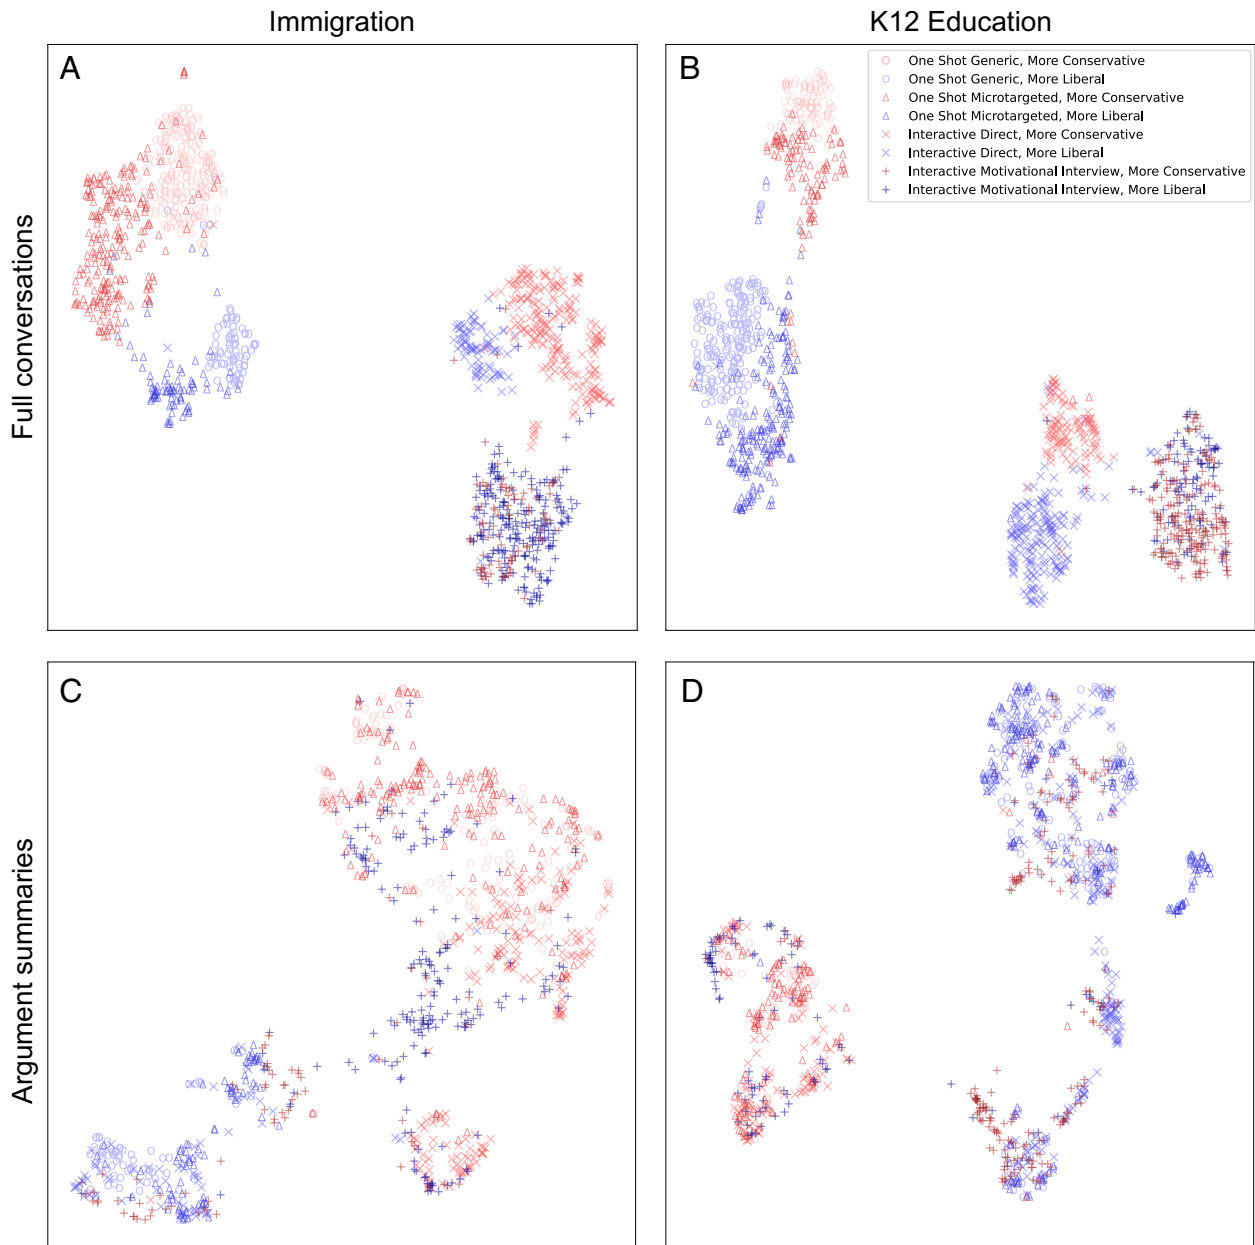 Immigration
K12 Education
Full conversations
A
B
One Shot Generic, More Conservative
One Shot Generic, More Liberal
One Shot Microtargeted, More Conservative
One Shot Microtargeted, More Liberal
Interactive Direct, More Conservative
Interactive Direct, More Liberal
Interactive Motivational Interview, More Conservative
Interactive Motivational Interview, More Liberal
Argument summaries
C
D